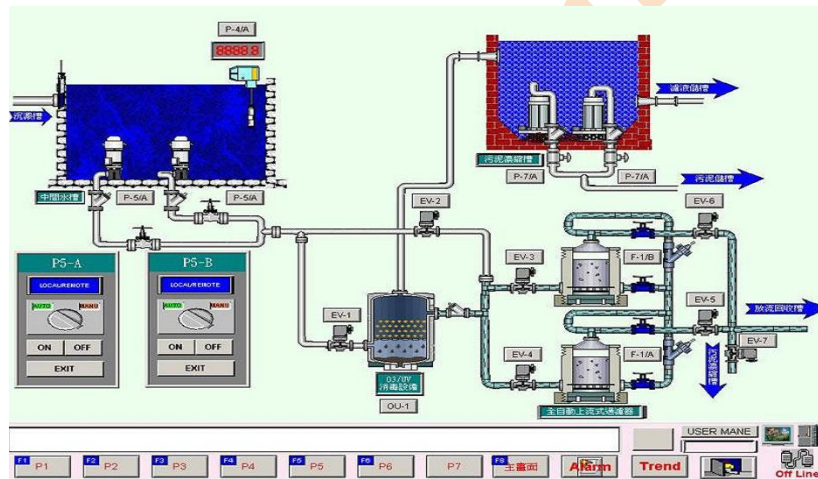 P-4/A
8888.8
濾液儲槽
沉澱槽
污泥濃縮槽
P-7/A
P-7/A
污泥儲槽
中間水槽
P-5/A
P-5/A
EV-2
EV-6
P5-A
LOCAL/REMOTE
AUTO
MANU
ON
OFF
EXIT
P5-B
LOCAL/REMOTE
AUTO
MANU
ON
OFF
EXIT
EV-3
F-1/B
EV-1
EV-5
放流回收槽
EV-4
F-1/A
EV-7
污泥濃縮槽
O3/UV
消毒設備
OU-1
全自動上流式過濾器
USER MANE
F1 P1
F2 P2
F3 P3
F4 P4
F5 P5
F6 P6
P7
F8 主畫面
Alarm
Trend
Off Line